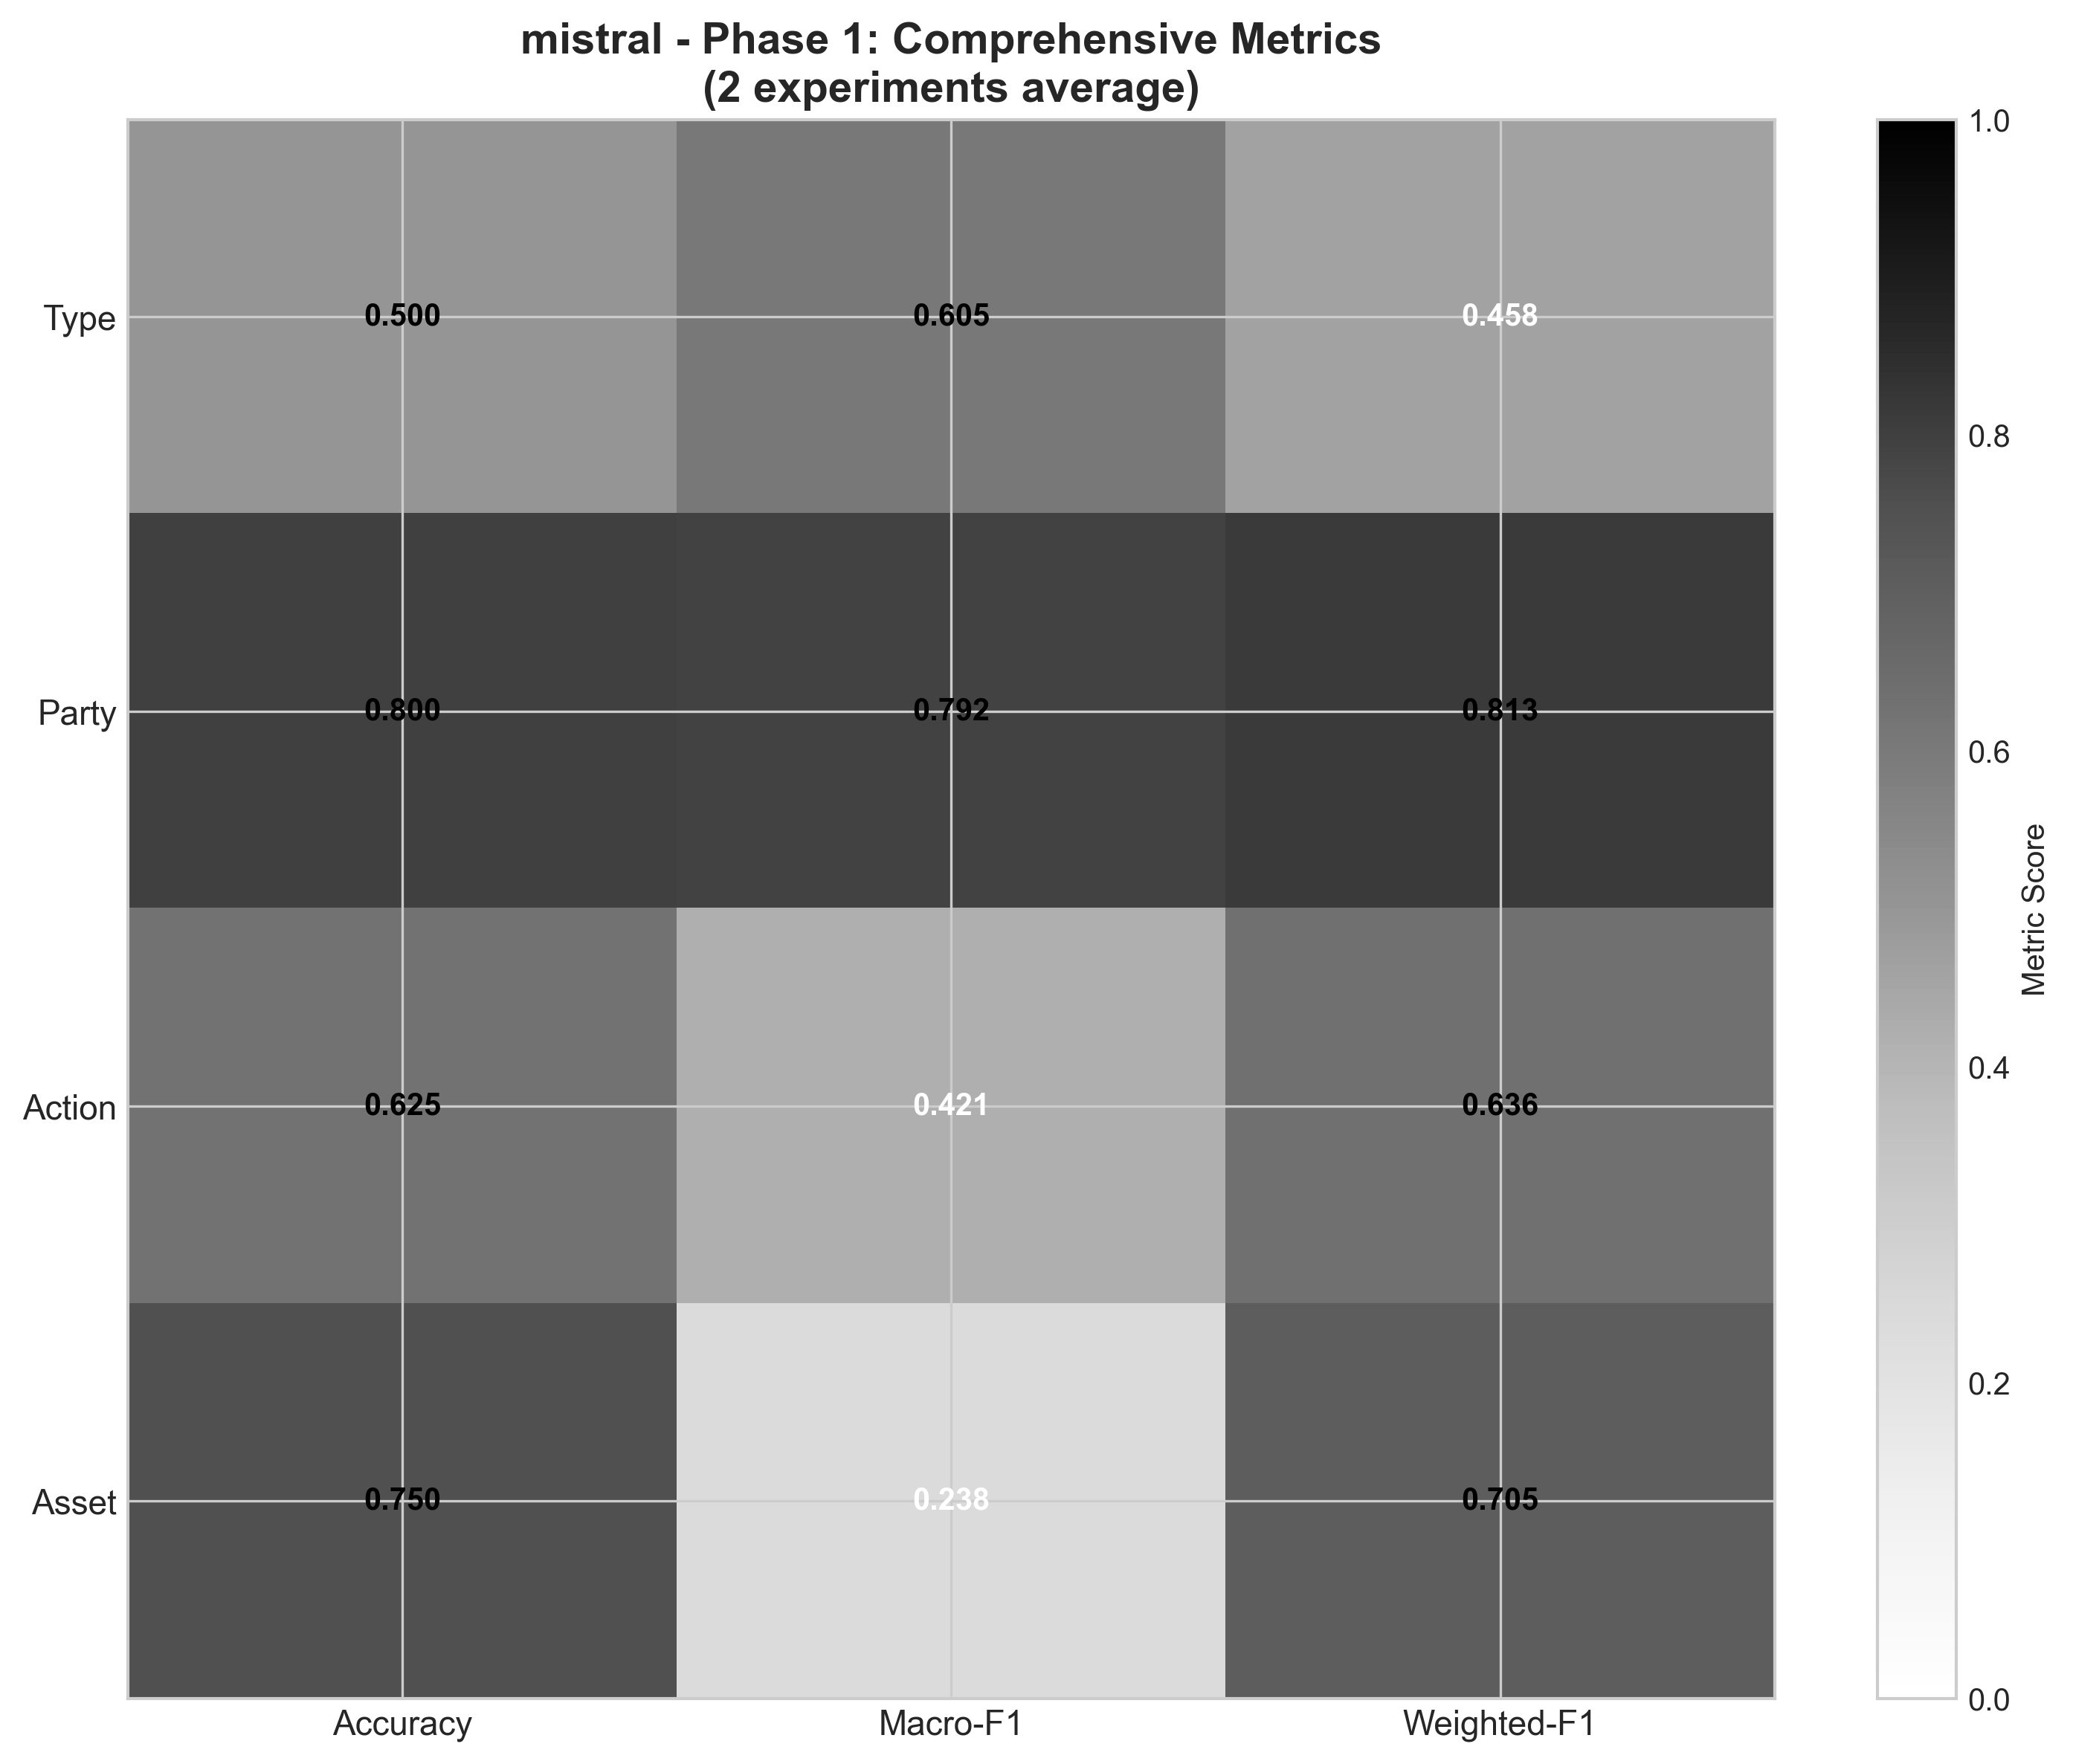 mistral - Phase 1: Comprehensive Metrics
(2 experiments average)
1.0
Type 0.500 0.605 0.458
0.8
Party 0.800 0.792 0.813
0.6
Metric Score
Action 0.625 0.421 0.636
0.4
0.2
Asset 0.750 0.238 0.705
0.0
Accuracy Macro-F1 Weighted-F1